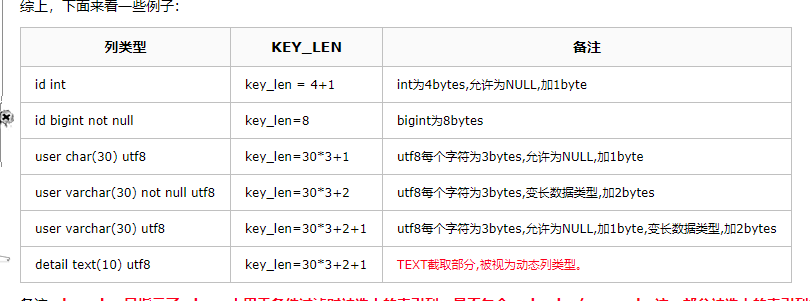 综上，下面来看一些例子：
列类型 KEY_LEN 备注
id int key_len = 4+1 int为4bytes,允许为NULL,加1byte
id bigint not null key_len=8 bigint为8bytes
user char(30) utf8 key_len=30*3+1 utf8每个字符为3bytes,允许为NULL,加1byte
user varchar(30) not null utf8 key_len=30*3+2 utf8每个字符为3bytes,变长数据类型,加2bytes
user varchar(30) utf8 key_len=30*3+2+1 utf8每个字符为3bytes,允许为NULL,加1byte,变长数据类型,加2bytes
detail text(10) utf8 key_len=30*3+2+1 TEXT截取部分,被视为动态列类型。